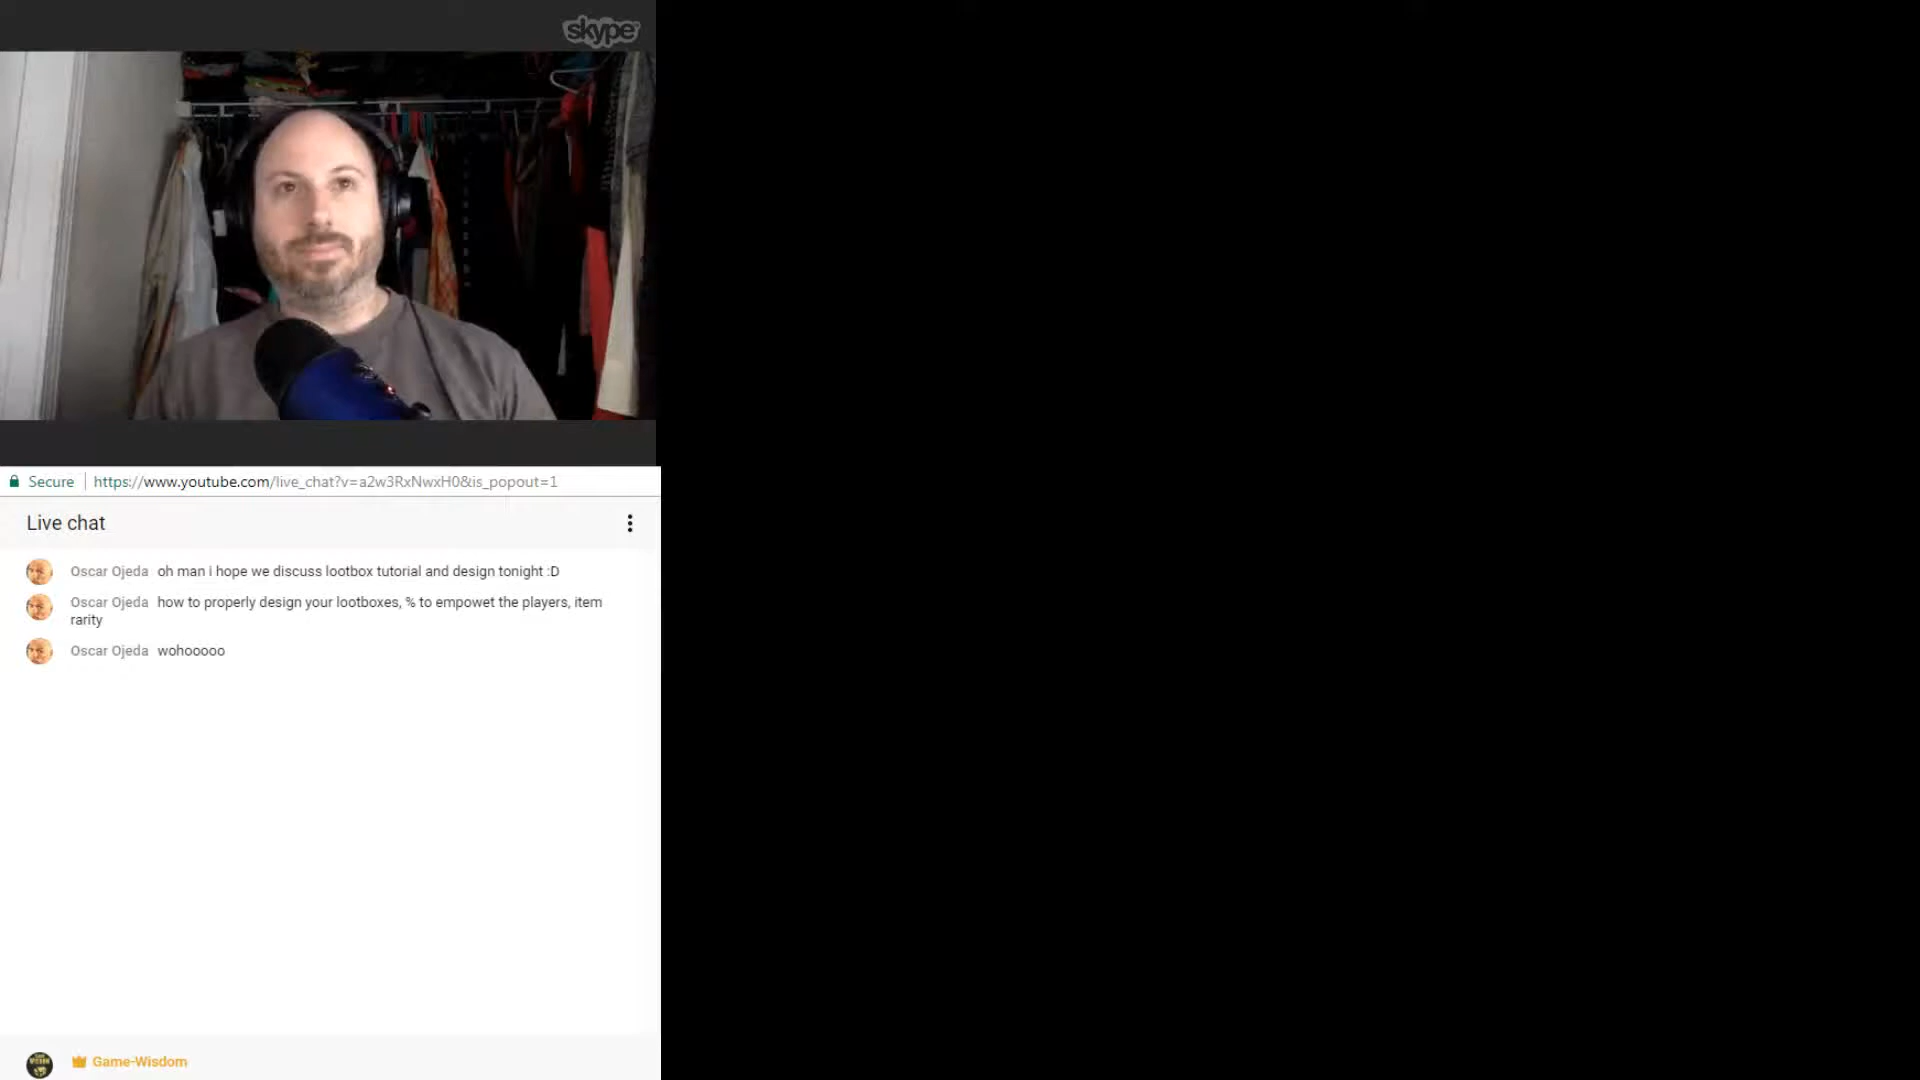 skype
Secure https://www.youtube.com/live_chat?v=a2w3RxNwxH0&is_popout=1
Live chat
Oscar Ojeda oh man i hope we discuss lootbox tutorial and design tonight :D
Oscar Ojeda how to properly design your lootboxes, % to empowet the players, item
rarity
Oscar Ojeda wohooooo
Game-Wisdom